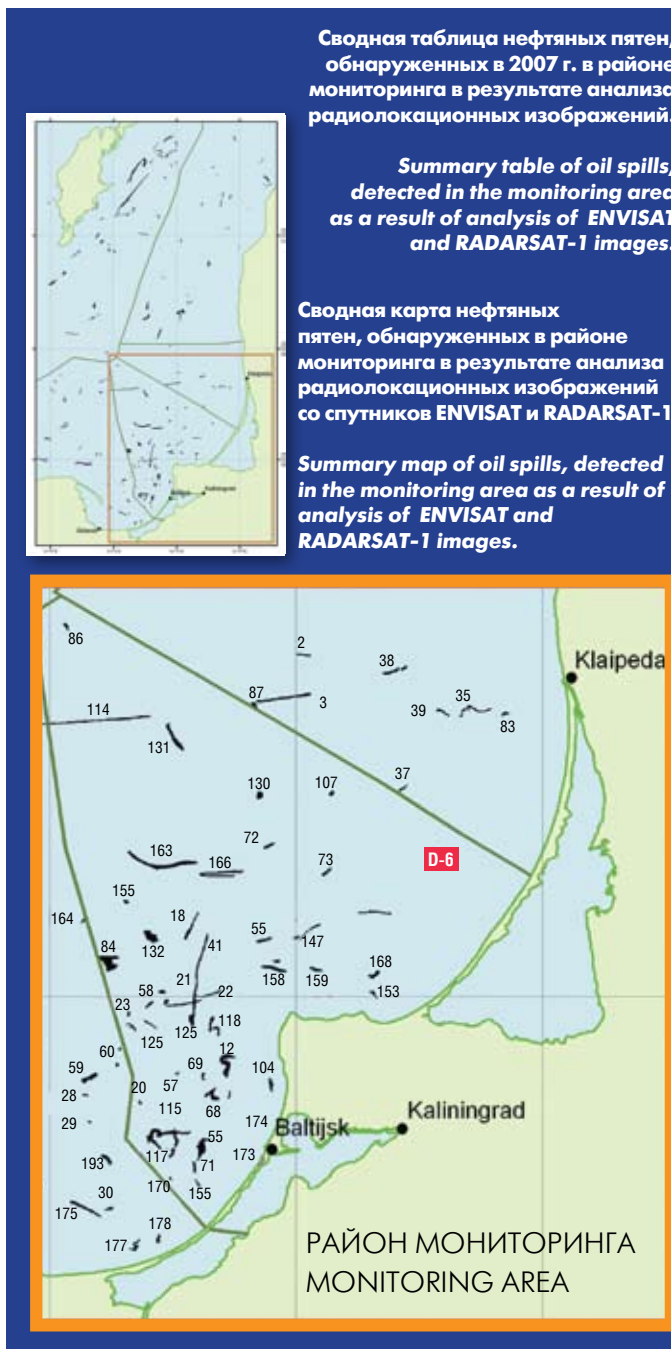 Сводная таблица нефтяных пятен,
обнаруженных в 2007 г. в районе
мониторинга в результате анализа
радиолокационных изображений.
Summary table of oil spills,
detected in the monitoring area
as a result of analysis of ENVISAT
and RADARSAT-1 images.
Сводная карта нефтяных
пятен, обнаруженных в районе
мониторинга в результате анализа
радиолокационных изображений
со спутников ENVISAT и RADARSAT-1
Summary map of oil spills, detected
in the monitoring area as a result of
analysis of ENVISAT and
RADARSAT-1 images.
Klaipeda
Kaliningrad
86
2
38
Klaipeda
87
3
114
39
35
83
131
130
107
37
72
163
166
73
D-6
155
164
18
41
55
147
84
132
21
158
159
168
58
22
153
23
125
125
118
60
12
59
69
104
57
28
20
68
115
29
174
Baltijsk
Kaliningrad
55
117
173
193
71
170
155
30
175
178
177
РАЙОН МОНИТОРИНГА
MONITORING AREA